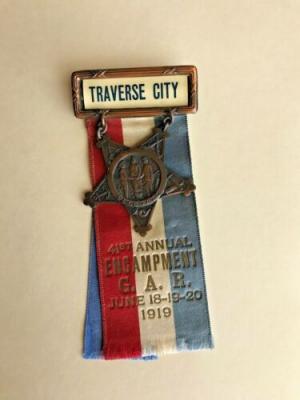 TRAVERSE CITY
41ST ANNUAL
ENCAMPMENT
G. A. R.
JUNE 18-19-20
1919